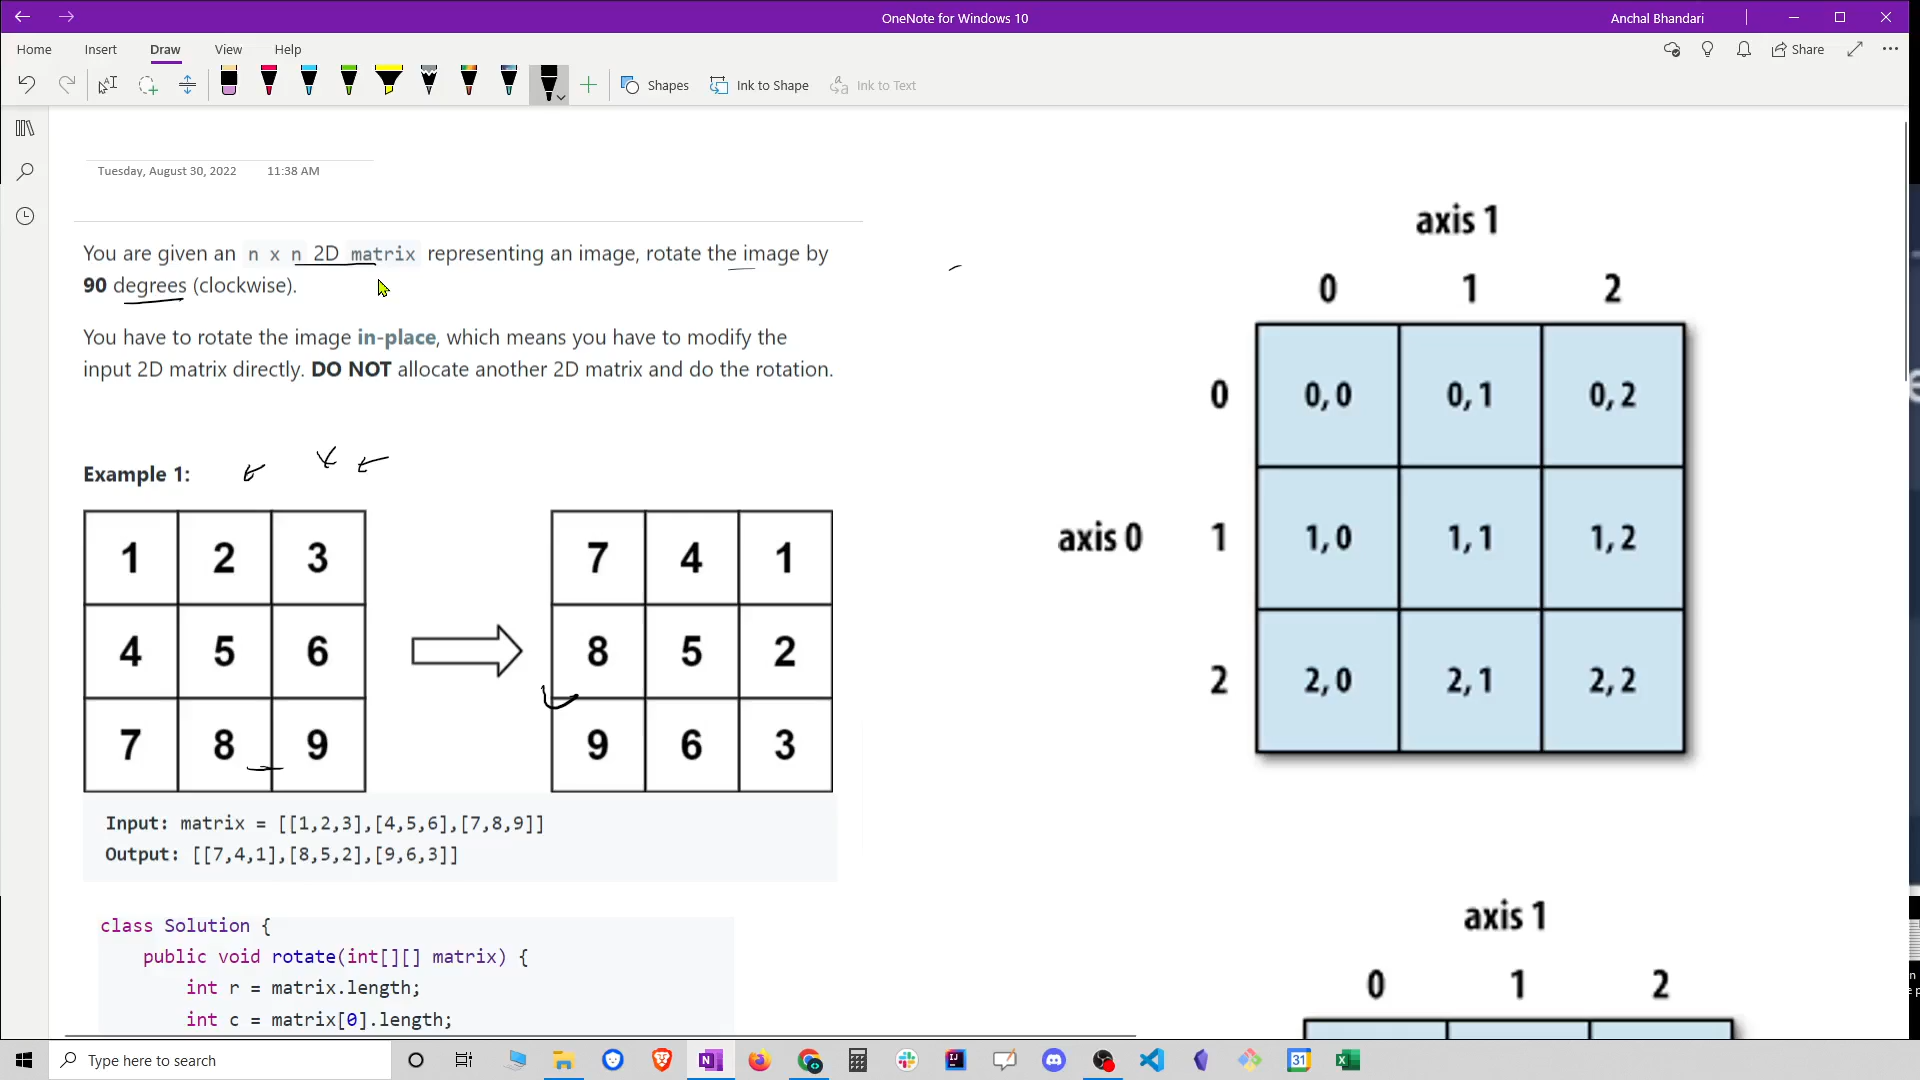 OneNote for Windows 10
Anchal Bhandari
Home Insert Draw View Help
Share
Shapes Ink to Shape Ink to Text
Tuesday, August 30, 2022 11:38 AM
You are given an n x n 2D matrix representing an image, rotate the image by
90 degrees (clockwise).
You have to rotate the image in-place, which means you have to modify the
input 2D matrix directly. DO NOT allocate another 2D matrix and do the rotation.
Example 1:
1 2 3
4 5 6
7 8 9
7 4 1
8 5 2
9 6 3
Input: matrix = [[1,2,3],[4,5,6],[7,8,9]]
Output: [[7,4,1],[8,5,2],[9,6,3]]
class Solution {
public void rotate(int[][] matrix) {
int r = matrix.length;
int c = matrix[0].length;
axis 1
0 1 2
axis 0
0 0,0 0,1 0,2
1 1,0 1,1 1,2
2 2,0 2,1 2,2
axis 1
0 1 2
Type here to search
31